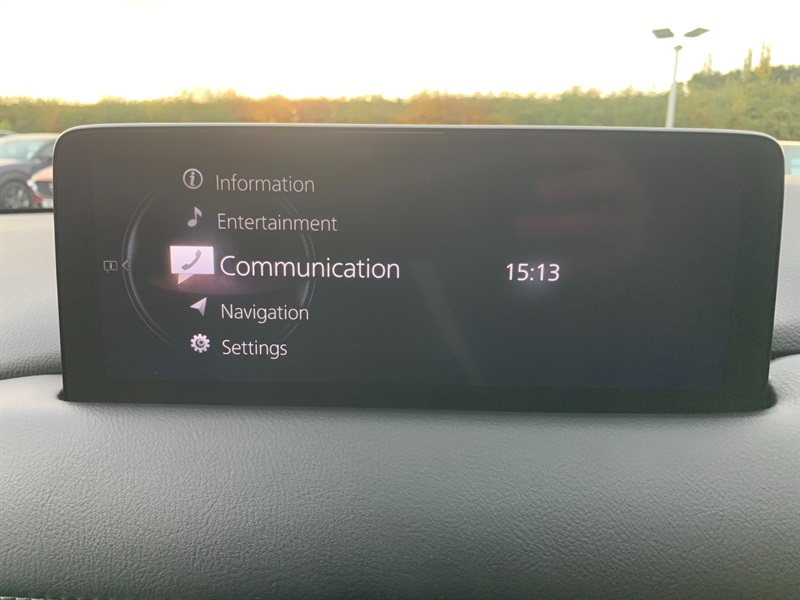 Information
Entertainment
Communication
15:13
Navigation
Settings